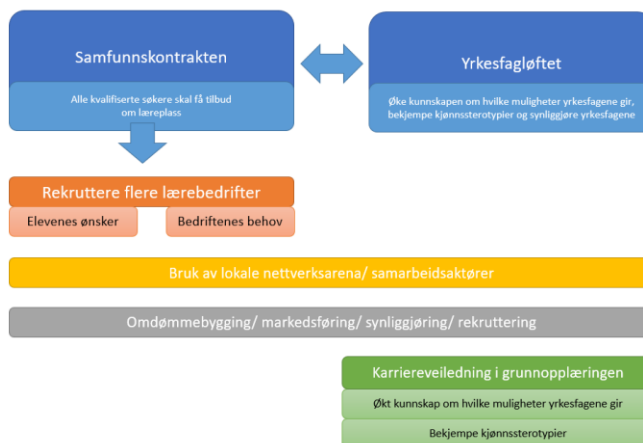 Samfunnskontrakten
Alle kvalifiserte søkere skal få tilbud
om læreplass
Yrkesfagløftet
Øke kunnskapen om hvilke muligheter yrkesfagene gir,
bekjempe kjønnssterotypier og synliggjøre yrkesfagene
Rekruttere flere lærebedrifter
Elevenes ønsker
Bedriftenes behov
Bruk av lokale nettverksarena/ samarbeidsaktører
Omdømmebygging/ markedsføring/ synliggjøring/ rekruttering
Karriereveiledning i grunnopplæringen
Økt kunnskap om hvilke muligheter yrkesfagene gir
Bekjempe kjønnssterotypier